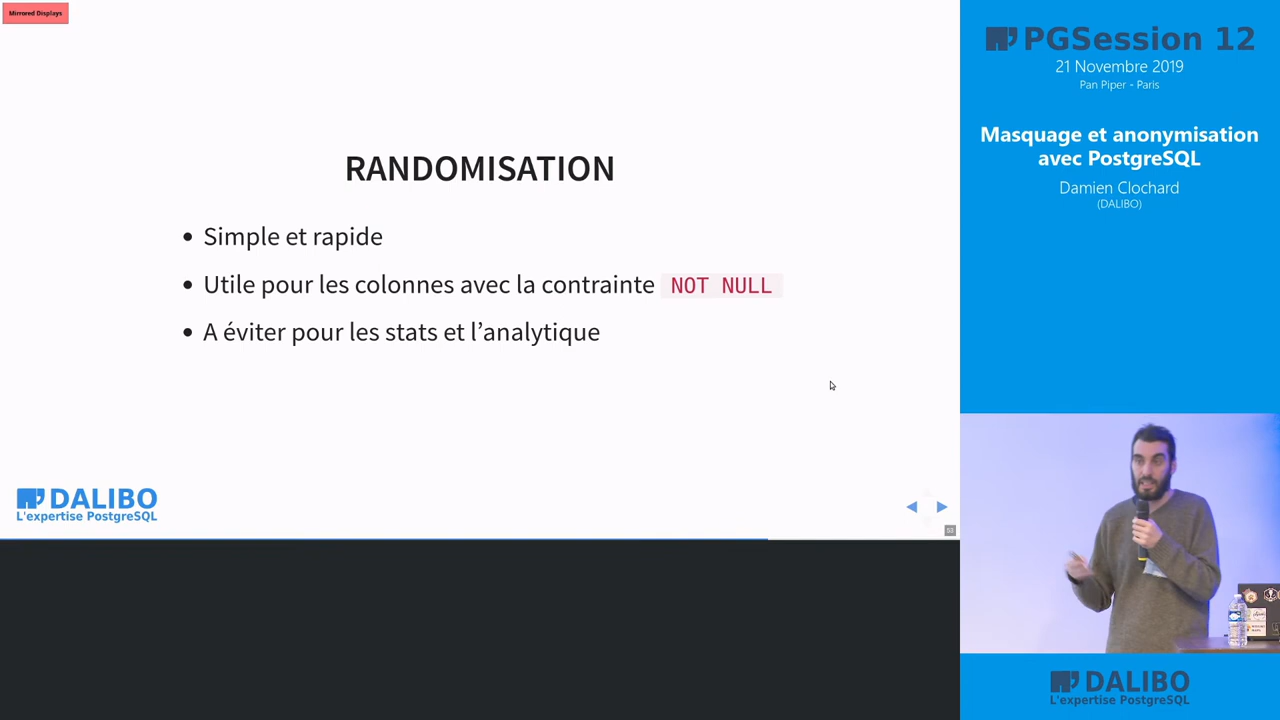 Mirrored Displays
RANDOMISATION
Simple et rapide
Utile pour les colonnes avec la contrainte NOT NULL
A éviter pour les stats et l’analytique
DALIBO
L'expertise PostgreSQL
PGSession 12
21 Novembre 2019
Pan Piper - Paris
Masquage et anonymisation
avec PostgreSQL
Damien Clochard
(DALIBO)
DALIBO
L'expertise PostgreSQL